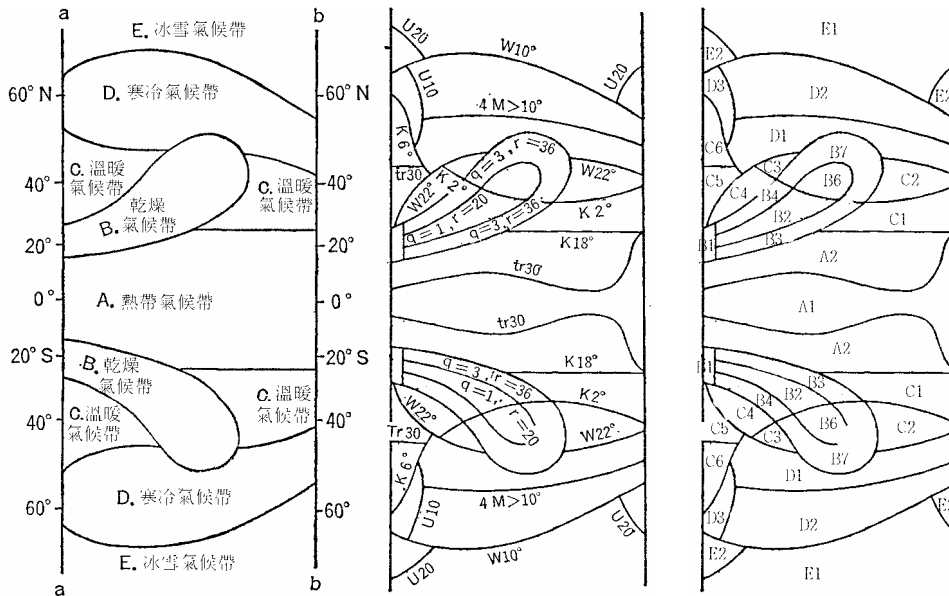 a
b
E. 冰雪氣候帶
60° N
60° N
D. 寒冷氣候帶
C. 溫暖
氣候帶
C. 溫暖
氣候帶
40°
40°
乾燥
B. 氣候帶
20°
20°
A. 熱帶氣候帶
0°
0°
20° S
20° S
B. 乾燥
氣候帶
C. 溫暖
氣候帶
C. 溫暖
氣候帶
40°
40°
D. 寒冷氣候帶
60°
60°
E. 冰雪氣候帶
a
b
U20
W10°
U20
U10
4 M>10°
K 6°
q=3, r=36
tr30
W22°
K 2°
W22°
r=20
q=1,
q=3, r=36
K 2°
K18°
tr30
tr30
K18°
q=3, r=36
q=1, r=20
K2°
W22°
Tr30
W22°
K 6°
U10
4 M>10°
U20
W10°
U20
E1
E2
E2
D3
D2
D1
C6
B7
C5
C3
C4
B4
B6
C2
B2
C1
B1
B3
A2
A1
A2
B1
B3
C1
B2
B4
C4
C5
C3
B6
C2
C6
B7
D1
D3
D2
E2
E2
E1